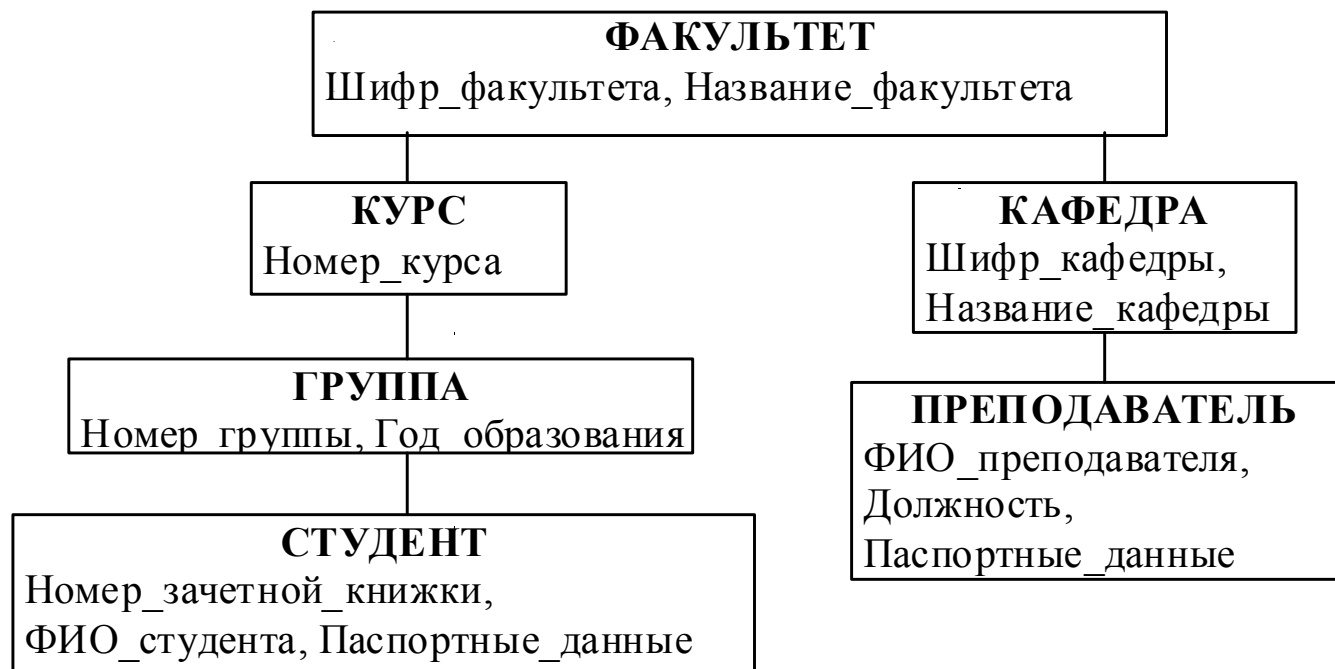 ФАКУЛЬТЕТ
Шифр_факультета, Название_факультета
КУРС
Номер_курса
КАФЕДРА
Шифр_кафедры,
Название_кафедры
ГРУППА
Номер_группы, Год_образования
ПРЕПОДАВАТЕЛЬ
ФИО_преподавателя,
Должность,
Паспортные_данные
СТУДЕНТ
Номер_зачетной_книжки,
ФИО_студента, Паспортные_данные